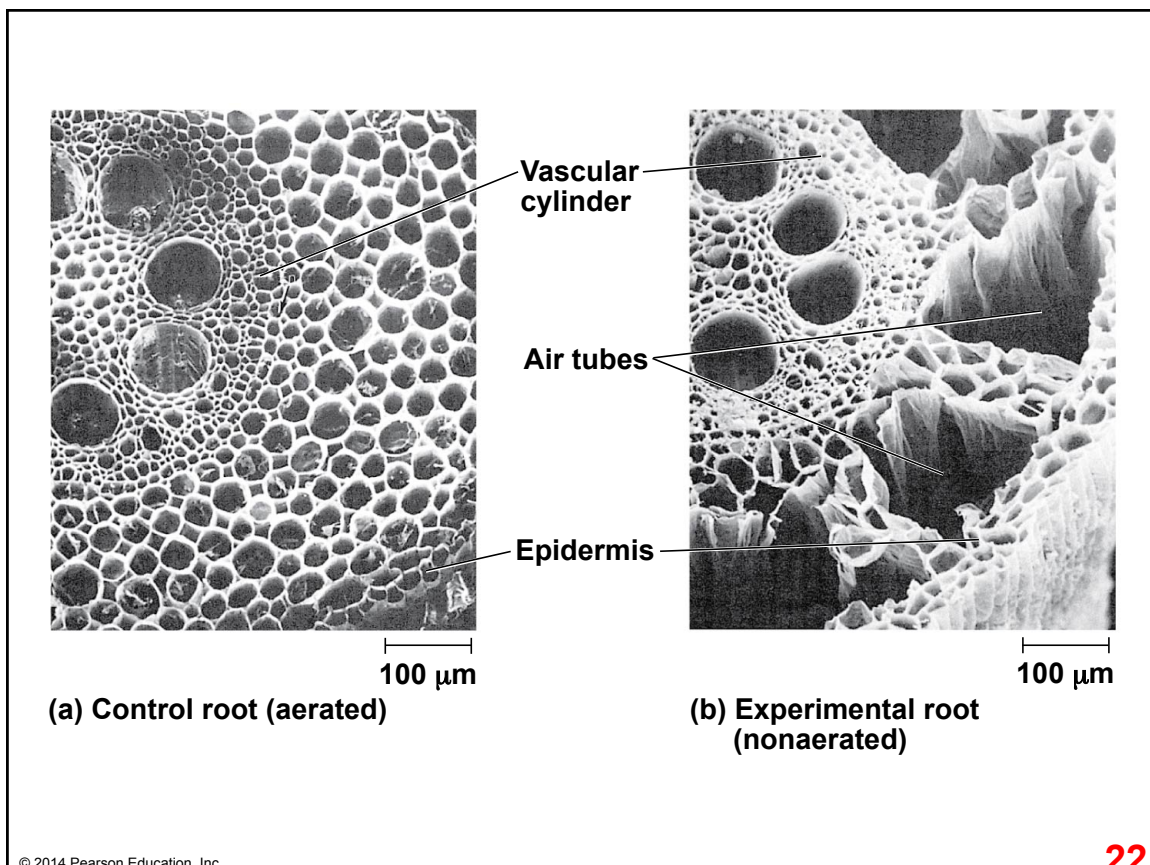 Vascular
cylinder
Air tubes
Epidermis
100 μm
100 μm
(a) Control root (aerated)
(b) Experimental root
(nonaerated)
© 2014 Pearson Education, Inc.
22